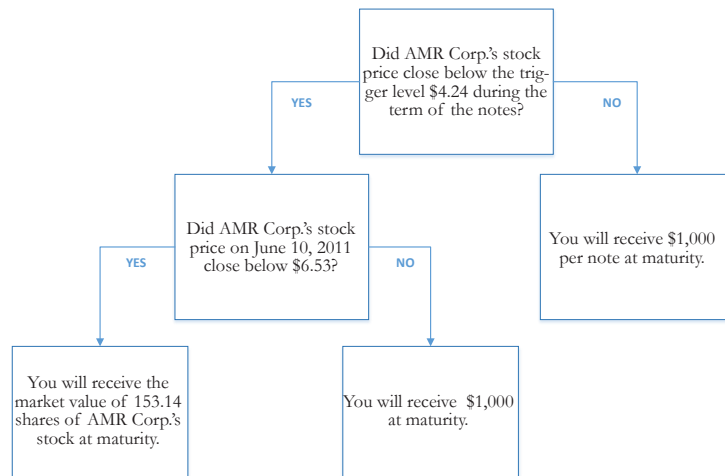 Did AMR Corp.'s stock
price close below the trig-
ger level $4.24 during the
term of the notes?
YES
NO
Did AMR Corp.'s stock
price on June 10, 2011
close below $6.53?
You will receive $1,000
per note at maturity.
YES
NO
You will receive the
market value of 153.14
shares of AMR Corp.'s
stock at maturity.
You will receive $1,000
at maturity.